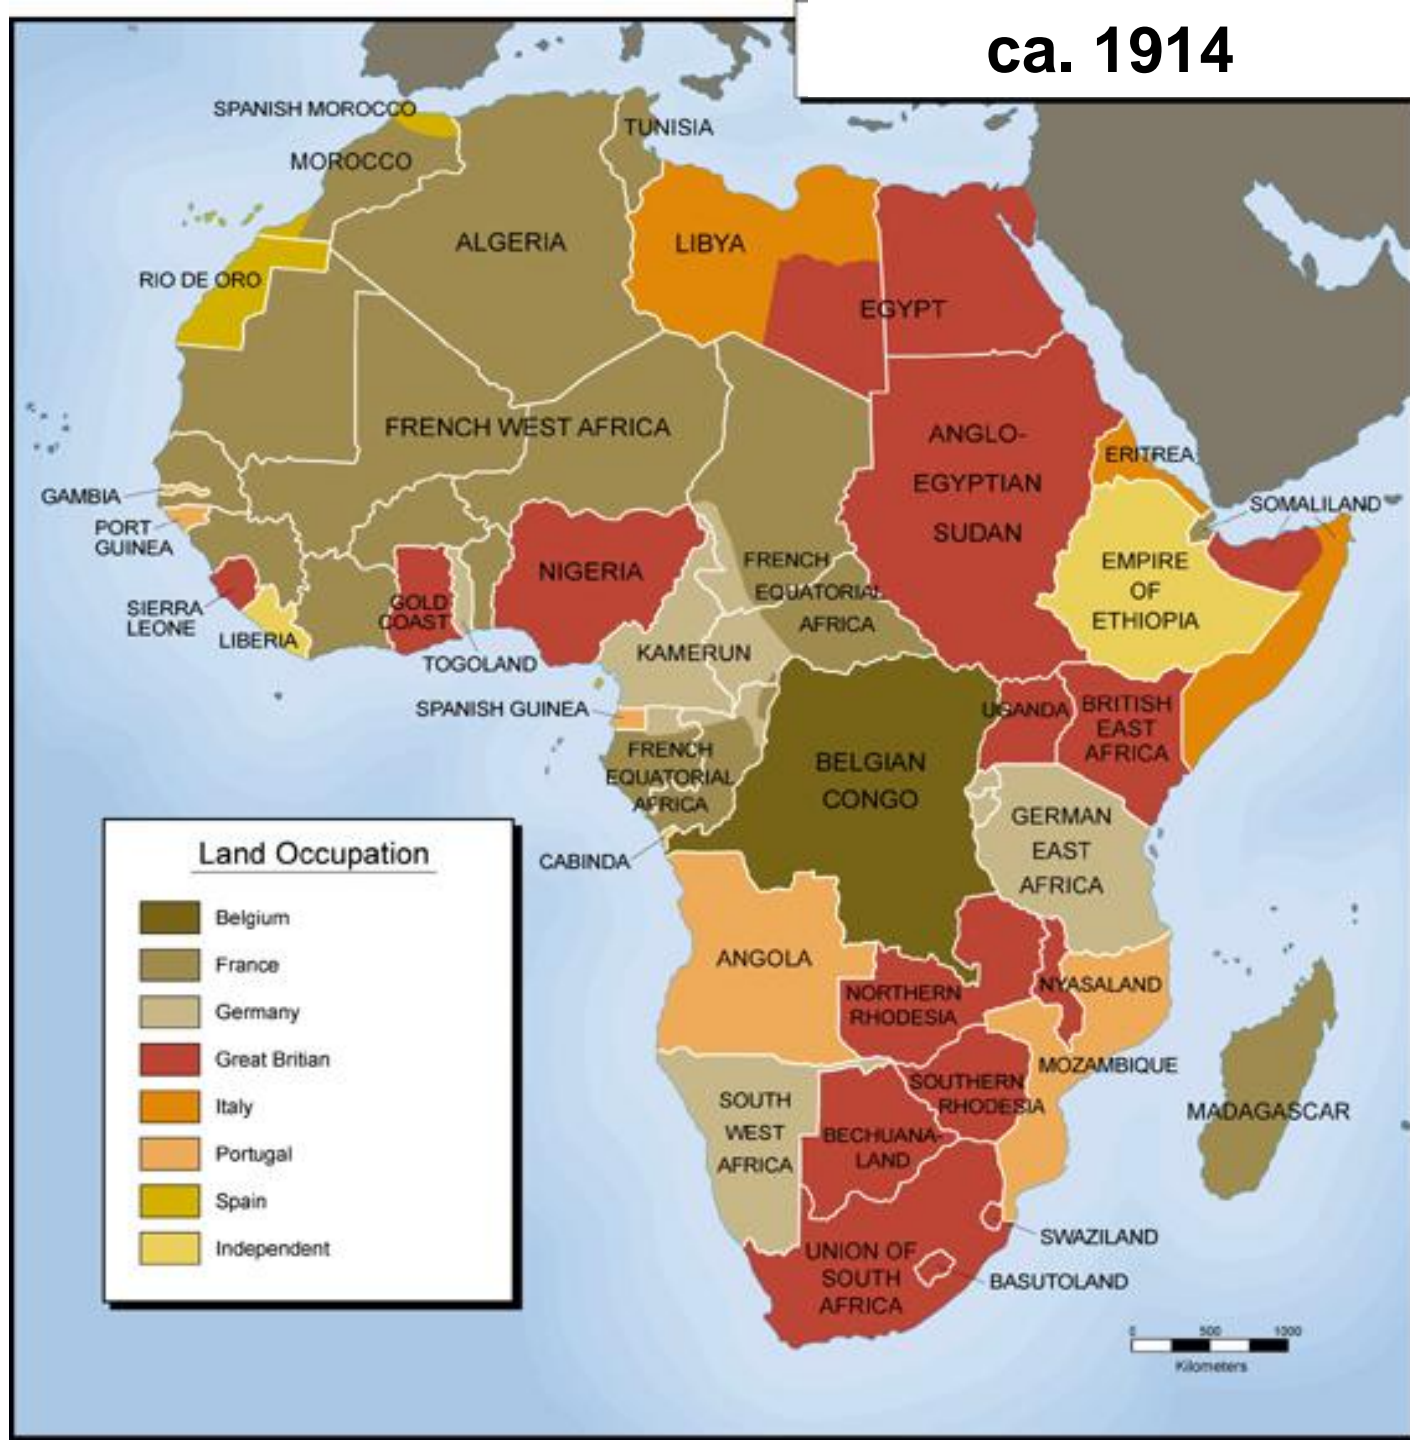 ca. 1914
SPANISH MOROCCO
TUNISIA
MOROCCO
ALGERIA
LIBYA
RIO DE ORO
EGYPT
FRENCH WEST AFRICA
ANGLO-
EGYPTIAN
SUDAN
ERITREA
GAMBIA
SOMALILAND
PORT
GUINEA
NIGERIA
FRENCH
EQUATORIAL
AFRICA
EMPIRE
OF
ETHIOPIA
SIERRA
LEONE
GOLD
COAST
LIBERIA
TOGOLAND
KAMERUN
SPANISH GUINEA
UGANDA
BRITISH
EAST
AFRICA
FRENCH
EQUATORIAL
AFRICA
BELGIAN
CONGO
GERMAN
EAST
AFRICA
CABINDA
ANGOLA
NORTHERN
RHODESIA
NYASALAND
MOZAMBIQUE
SOUTHERN
RHODESIA
SOUTH
WEST
AFRICA
BECHUANA-
LAND
MADAGASCAR
SWAZILAND
UNION OF
SOUTH
AFRICA
BASUTOLAND
Land Occupation
Belgium
France
Germany
Great Britian
Italy
Portugal
Spain
Independent
0 500 1000
Kilometers